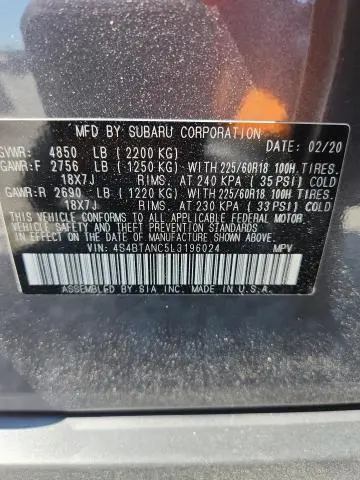 MFD BY SUBARU CORPORATION DATE: 02/20
GVWR: 4850 LB (2200 KG)
GAWR:F 2756 LB (1250 KG) WITH 225/60R18 100H TIRES.
18X7J RIMS. AT 240 KPA (35 PSI) COLD
GAWR:R 2690 LB (1220 KG) WITH 225/60R18 100H TIRES.
18X7J RIMS. AT 230 KPA (33 PSI) COLD
THIS VEHICLE CONFORMS TO ALL APPLICABLE FEDERAL MOTOR
VEHICLE SAFETY AND THEFT PREVENTION STANDARDS IN EFFECT
ON THE DATE OF MANUFACTURE SHOWN ABOVE.
VIN: 4S4BTANC5L3196024 MPV
ASSEMBLED BY SIA INC. MADE IN U.S.A.